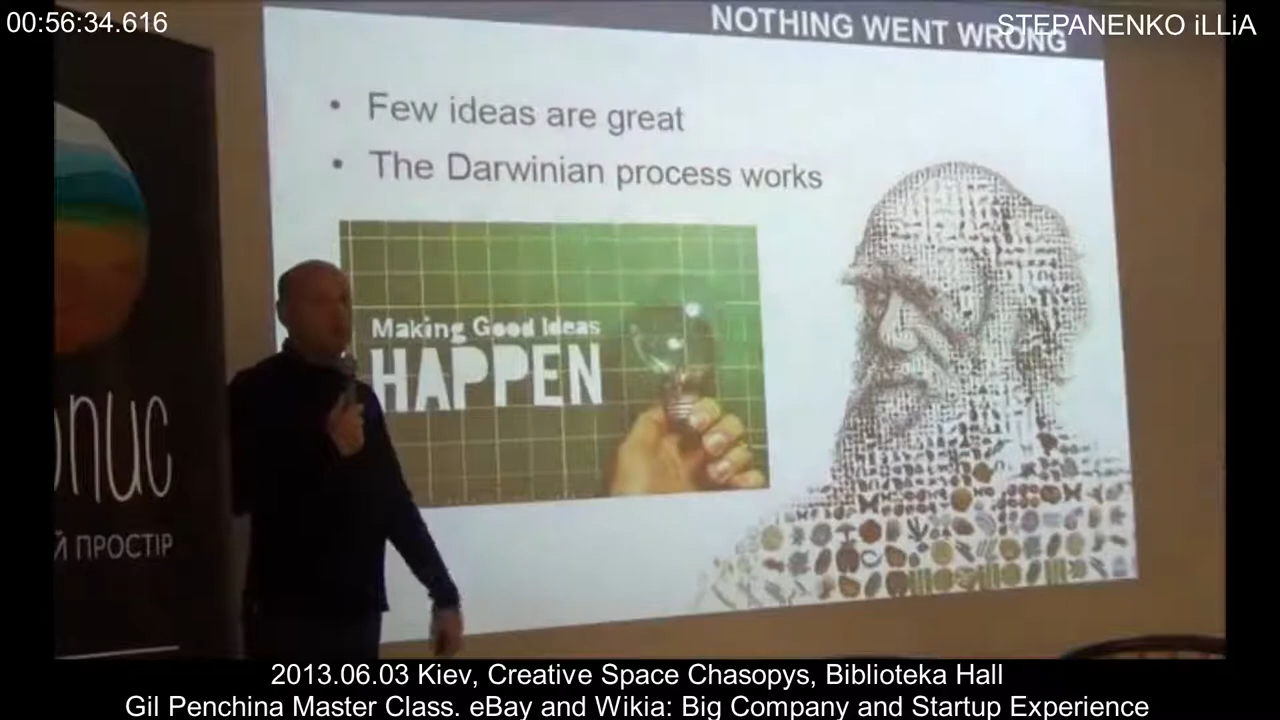 00:56:34.616
STEPANENKO iLLiA
NOTHING WENT WRONG
• Few ideas are great
• The Darwinian process works
Making Good Ideas
HAPPEN
опис
Й ПРОСТІР
2013.06.03 Kiev, Creative Space Chasopys, Biblioteka Hall
Gil Penchina Master Class. eBay and Wikia: Big Company and Startup Experience